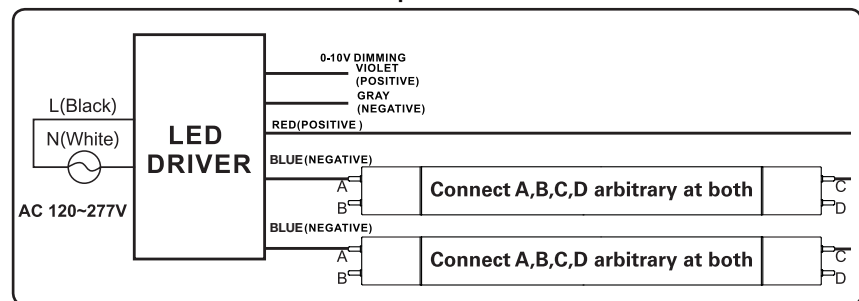 0-10V DIMMING
VIOLET
(POSITIVE)
GRAY
(NEGATIVE)
L(Black)
RED(POSITIVE )
N(White)
LED
DRIVER
BLUE(NEGATIVE)
A
Connect A,B,C,D arbitrary at both
C
B
D
AC 120~277V
BLUE(NEGATIVE)
A
Connect A,B,C,D arbitrary at both
C
B
D